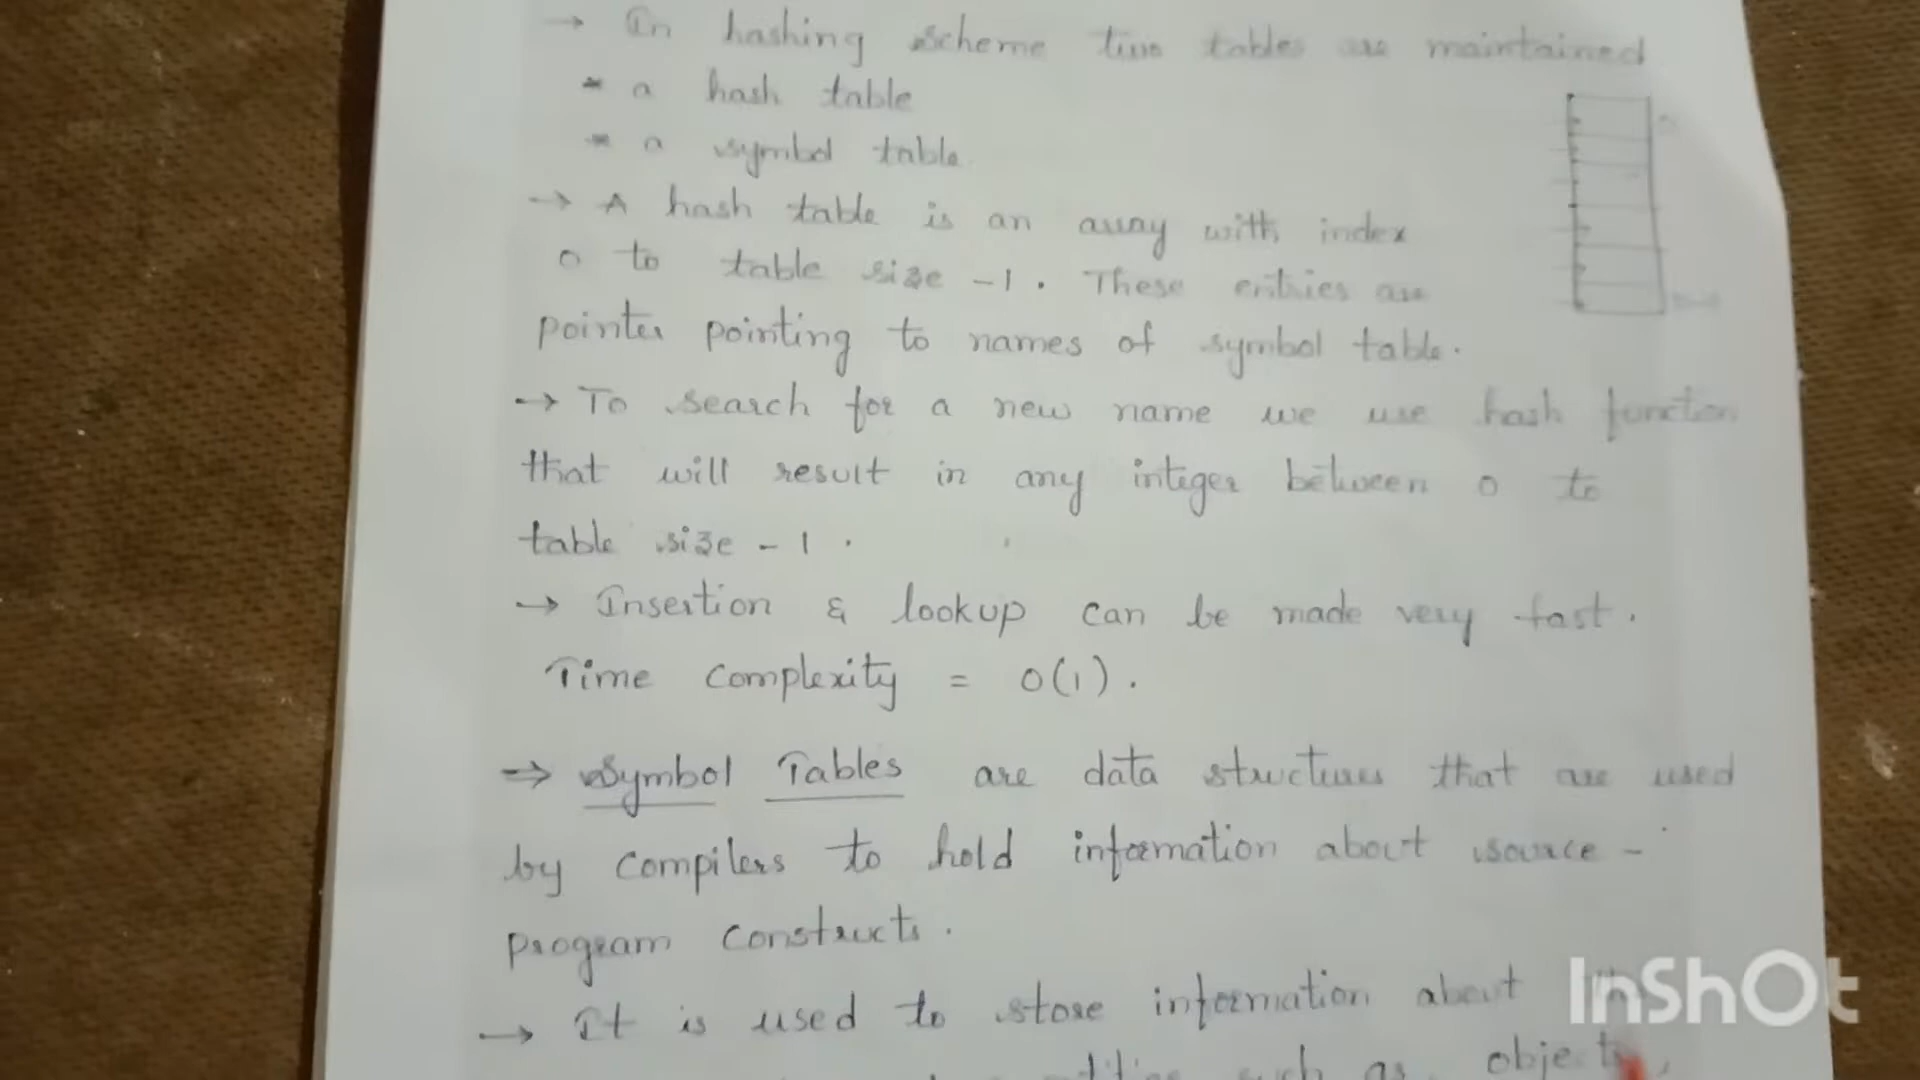 → In hashing scheme two tables are maintained
* a hash table
* a symbol table.
→ A hash table is an array with index
0 to table size -1. These entries are
pointer pointing to names of symbol table.
→ To search for a new name we use hash function
that will result in any integer between 0 to
table size - 1.
→ Insertion & lookup can be made very fast.
Time complexity = O(1).
⇒ Symbol Tables are data structures that are used
by compilers to hold information about source -
program constructs.
→ It is used to store information about
such as objects,
InShOt